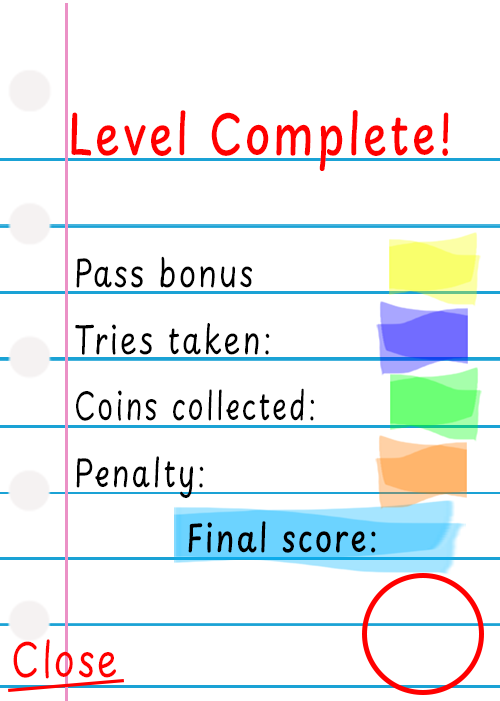 Level Complete!
Pass bonus
Tries taken:
Coins collected:
Penalty:
Final score:
Close